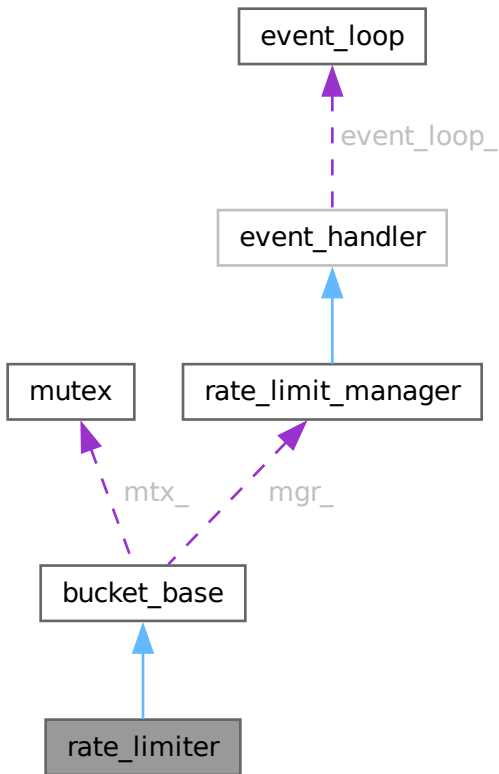 event_loop
event_loop_
event_handler
mutex
rate_limit_manager
mtx_
mgr_
bucket_base
rate_limiter